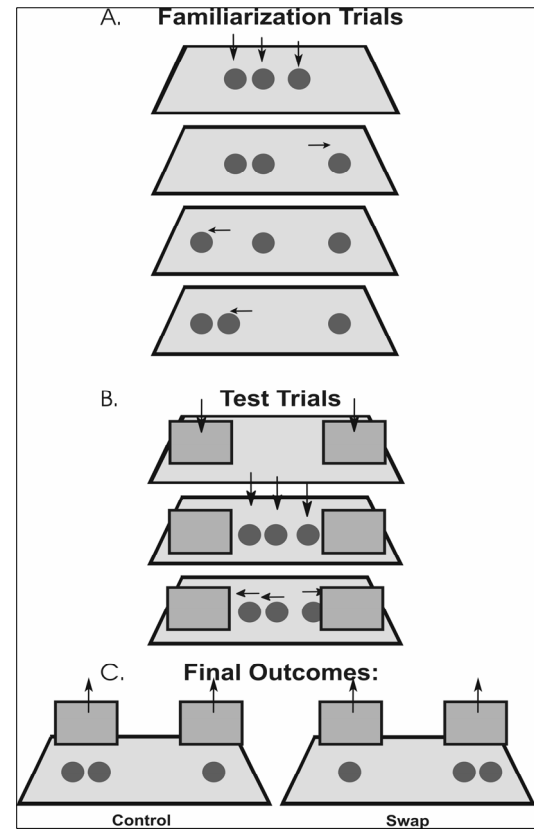 A. Familiarization Trials
B. Test Trials
C. Final Outcomes:
Control Swap